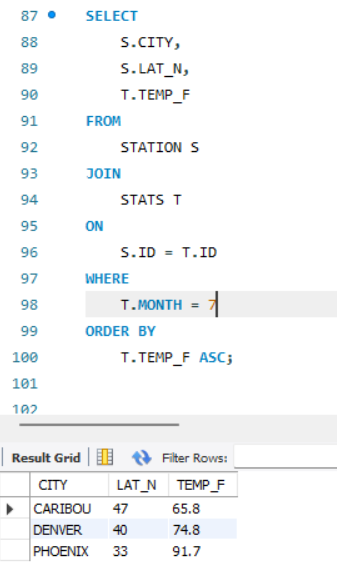 87 SELECT
88 S.CITY,
89 S.LAT_N,
90 T.TEMP_F
91 FROM
92 STATION S
93 JOIN
94 STATS T
95 ON
96 S.ID = T.ID
97 WHERE
98 T.MONTH = 7
99 ORDER BY
100 T.TEMP_F ASC;
101
102
Result Grid Filter Rows:
CITY LAT_N TEMP_F
CARIBOU 47 65.8
DENVER 40 74.8
PHOENIX 33 91.7